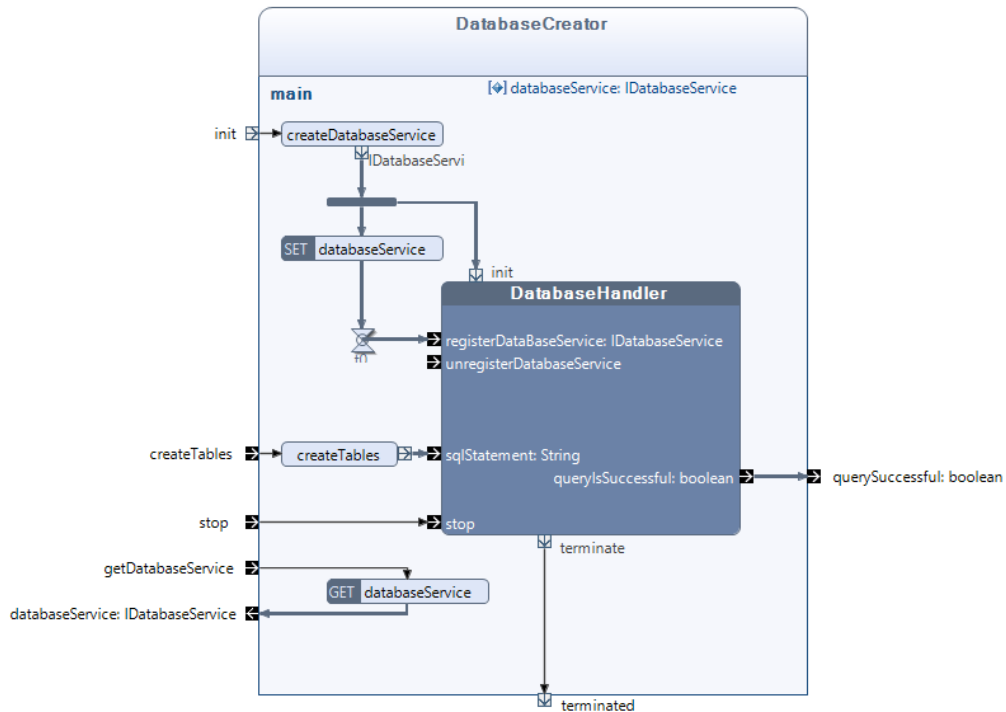 DatabaseCreator
main
databaseService: IDatabaseService
init
createDatabaseService
IDatabaseServi
SET databaseService
init
DatabaseHandler
registerDataBaseService: IDatabaseService
t0
unregisterDatabaseService
createTables
createTables
sqlStatement: String
queryIsSuccessful: boolean
querySuccessful: boolean
stop
stop
terminate
getDatabaseService
GET databaseService
databaseService: IDatabaseService
terminated